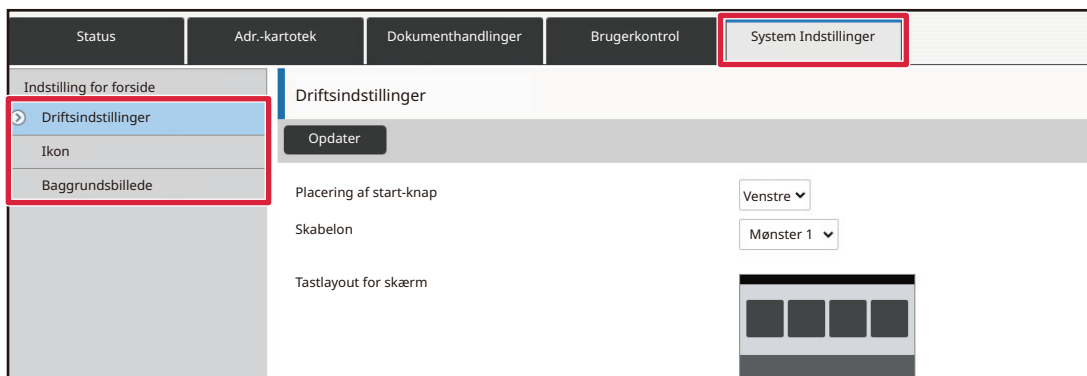 Status
Adr.-kartotek
Dokumenthandlinger
Brugerkontrol
System Indstillinger
Indstilling for forside
Driftsindstillinger
Ikon
Baggrundsbillede
Driftsindstillinger
Opdater
Placering af start-knap
Venstre
Skabelon
Mønster 1
Tastlayout for skærm